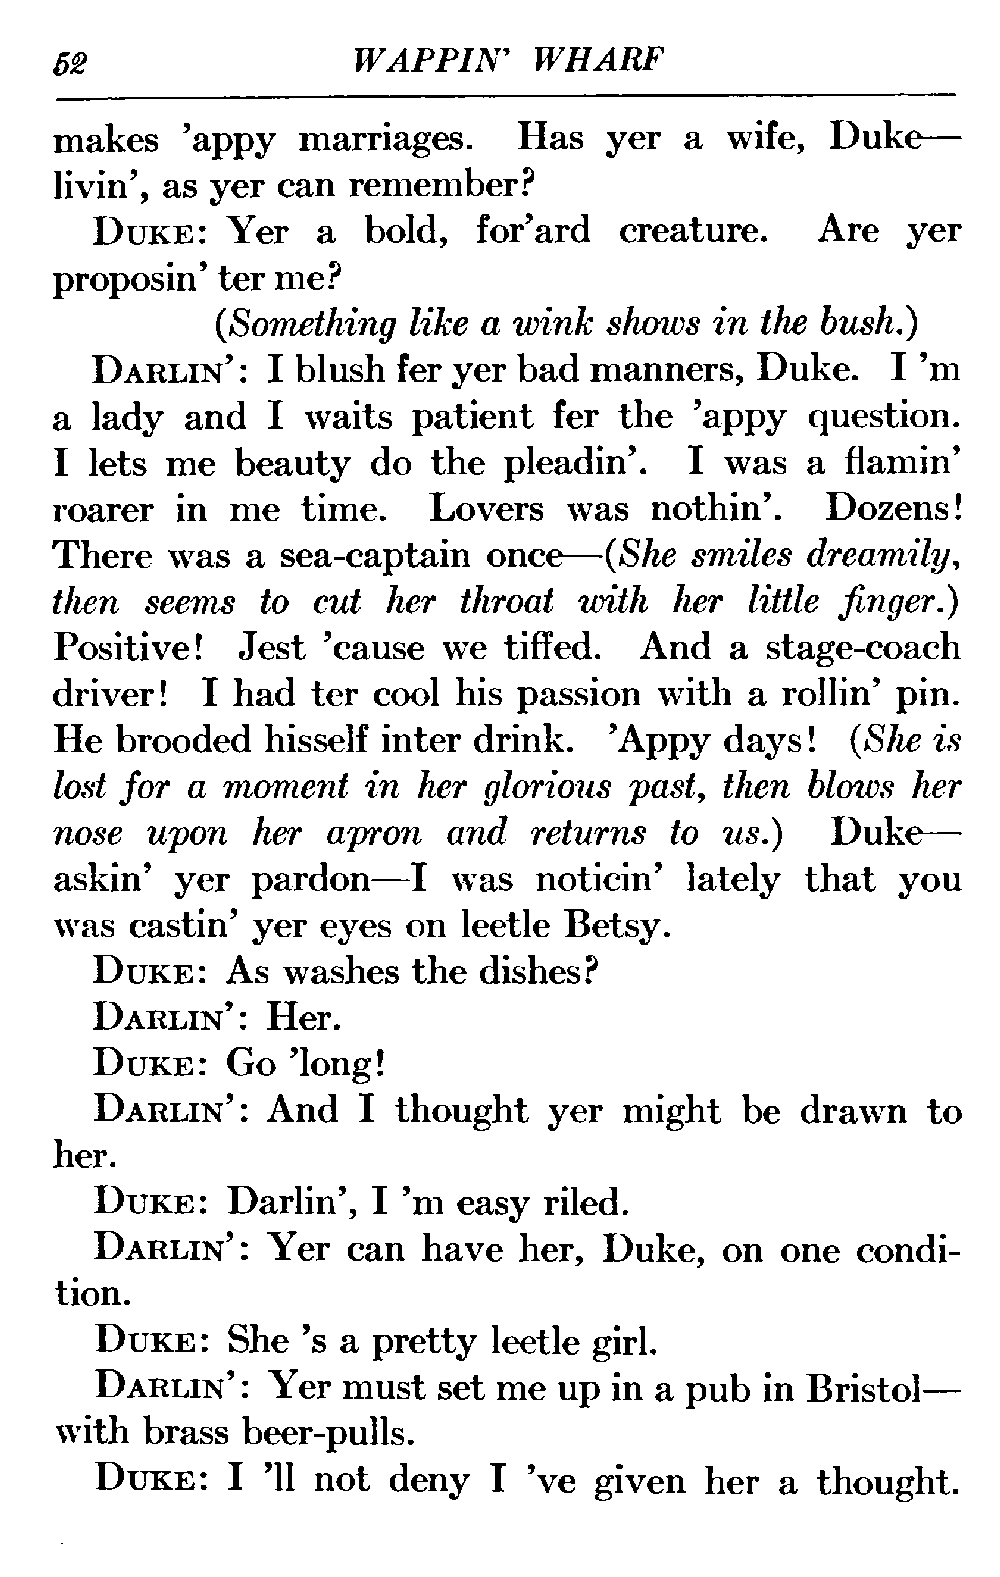 52 WAPPIN' WHARF
makes 'appy marriages. Has yer a wife, Duke—
livin', as yer can remember?
DUKE: Yer a bold, for'ard creature. Are yer
proposin' ter me?
(Something like a wink shows in the bush.)
DARLIN': I blush fer yer bad manners, Duke. I 'm
a lady and I waits patient fer the 'appy question.
I lets me beauty do the pleadin'. I was a flamin'
roarer in me time. Lovers was nothin'. Dozens!
There was a sea-captain once—(She smiles dreamily,
then seems to cut her throat with her little finger.)
Positive! Jest 'cause we tiffed. And a stage-coach
driver! I had ter cool his passion with a rollin' pin.
He brooded hisself inter drink. 'Appy days! (She is
lost for a moment in her glorious past, then blows her
nose upon her apron and returns to us.) Duke—
askin' yer pardon—I was noticin' lately that you
was castin' yer eyes on leetle Betsy.
DUKE: As washes the dishes?
DARLIN': Her.
DUKE: Go 'long!
DARLIN': And I thought yer might be drawn to
her.
DUKE: Darlin', I 'm easy riled.
DARLIN': Yer can have her, Duke, on one condi-
tion.
DUKE: She 's a pretty leetle girl.
DARLIN': Yer must set me up in a pub in Bristol—
with brass beer-pulls.
DUKE: I 'll not deny I 've given her a thought.